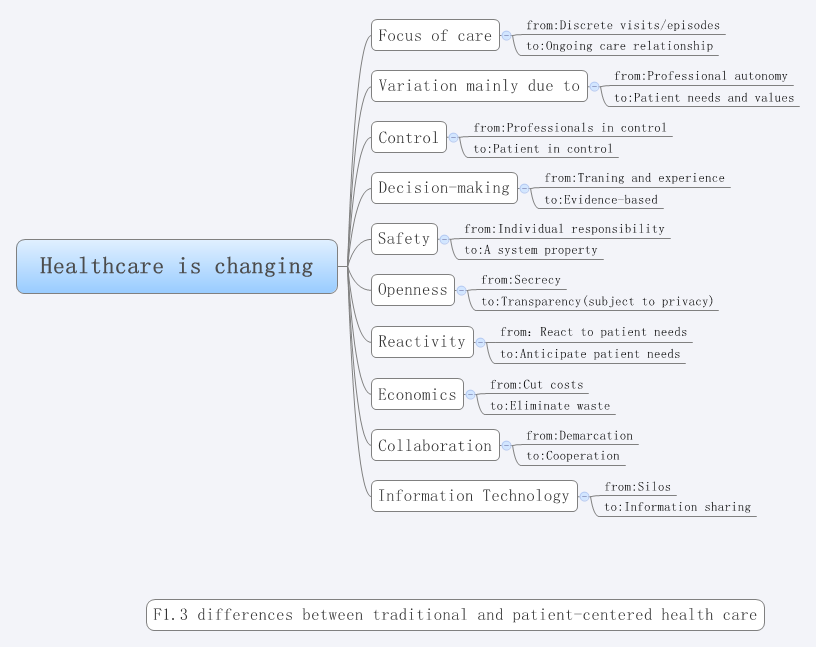 Healthcare is changing
Focus of care
from:Discrete visits/episodes
to:Ongoing care relationship
Variation mainly due to
from:Professional autonomy
to:Patient needs and values
Control
from:Professionals in control
to:Patient in control
Decision-making
from:Traning and experience
to:Evidence-based
Safety
from:Individual responsibility
to:A system property
Openness
from:Secrecy
to:Transparency(subject to privacy)
Reactivity
from: React to patient needs
to:Anticipate patient needs
Economics
from:Cut costs
to:Eliminate waste
Collaboration
from:Demarcation
to:Cooperation
Information Technology
from:Silos
to:Information sharing
F1.3 differences between traditional and patient-centered health care